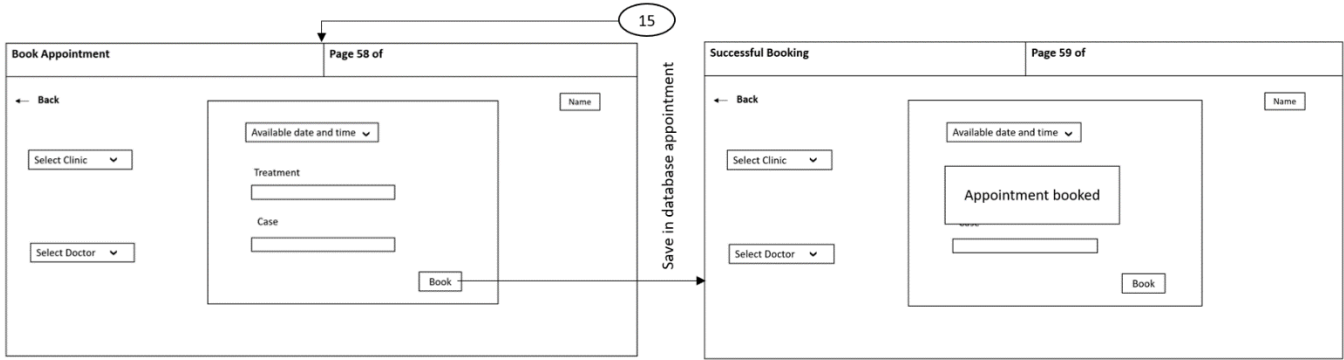 15
Book Appointment
Page 58 of
Back
Name
Available date and time
Select Clinic
Treatment
Case
Select Doctor
Book
Save in database appointment
Successful Booking
Page 59 of
Back
Name
Available date and time
Select Clinic
Appointment booked
Select Doctor
Book